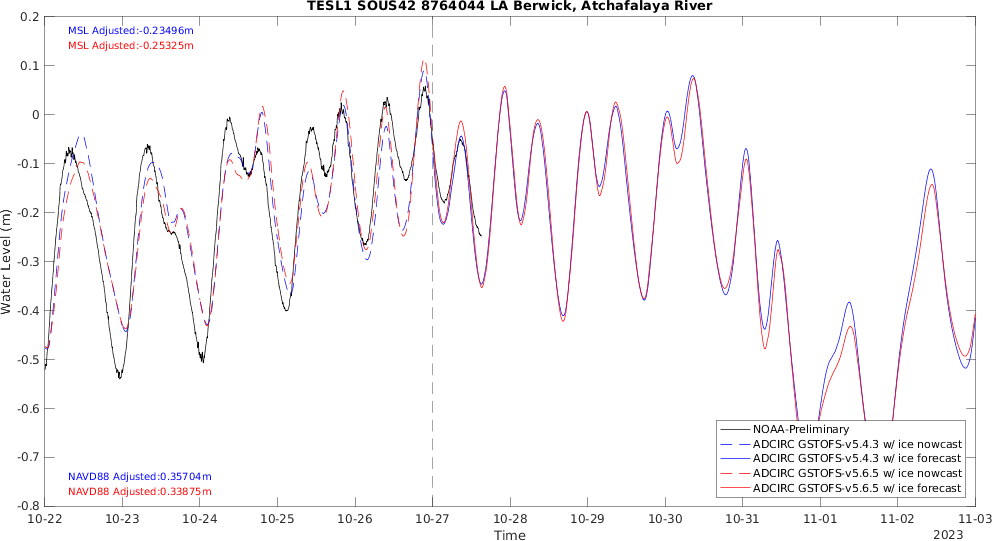 TESL1 SOUS42 8764044 LA Berwick, Atchafalaya River
MSL Adjusted:-0.23496m
MSL Adjusted:-0.25325m
0.2
0.1
0
-0.1
-0.2
-0.3
-0.4
-0.5
-0.6
-0.7
-0.8
Water Level (m)
NAVD88 Adjusted:0.35704m
NAVD88 Adjusted:0.33875m
NOAA-Preliminary
ADCIRC GSTOFS-v5.4.3 w/ ice nowcast
ADCIRC GSTOFS-v5.4.3 w/ ice forecast
ADCIRC GSTOFS-v5.6.5 w/ ice nowcast
ADCIRC GSTOFS-v5.6.5 w/ ice forecast
10-22 10-23 10-24 10-25 10-26 10-27 10-28 10-29 10-30 10-31 11-01 11-02 11-03
Time
2023